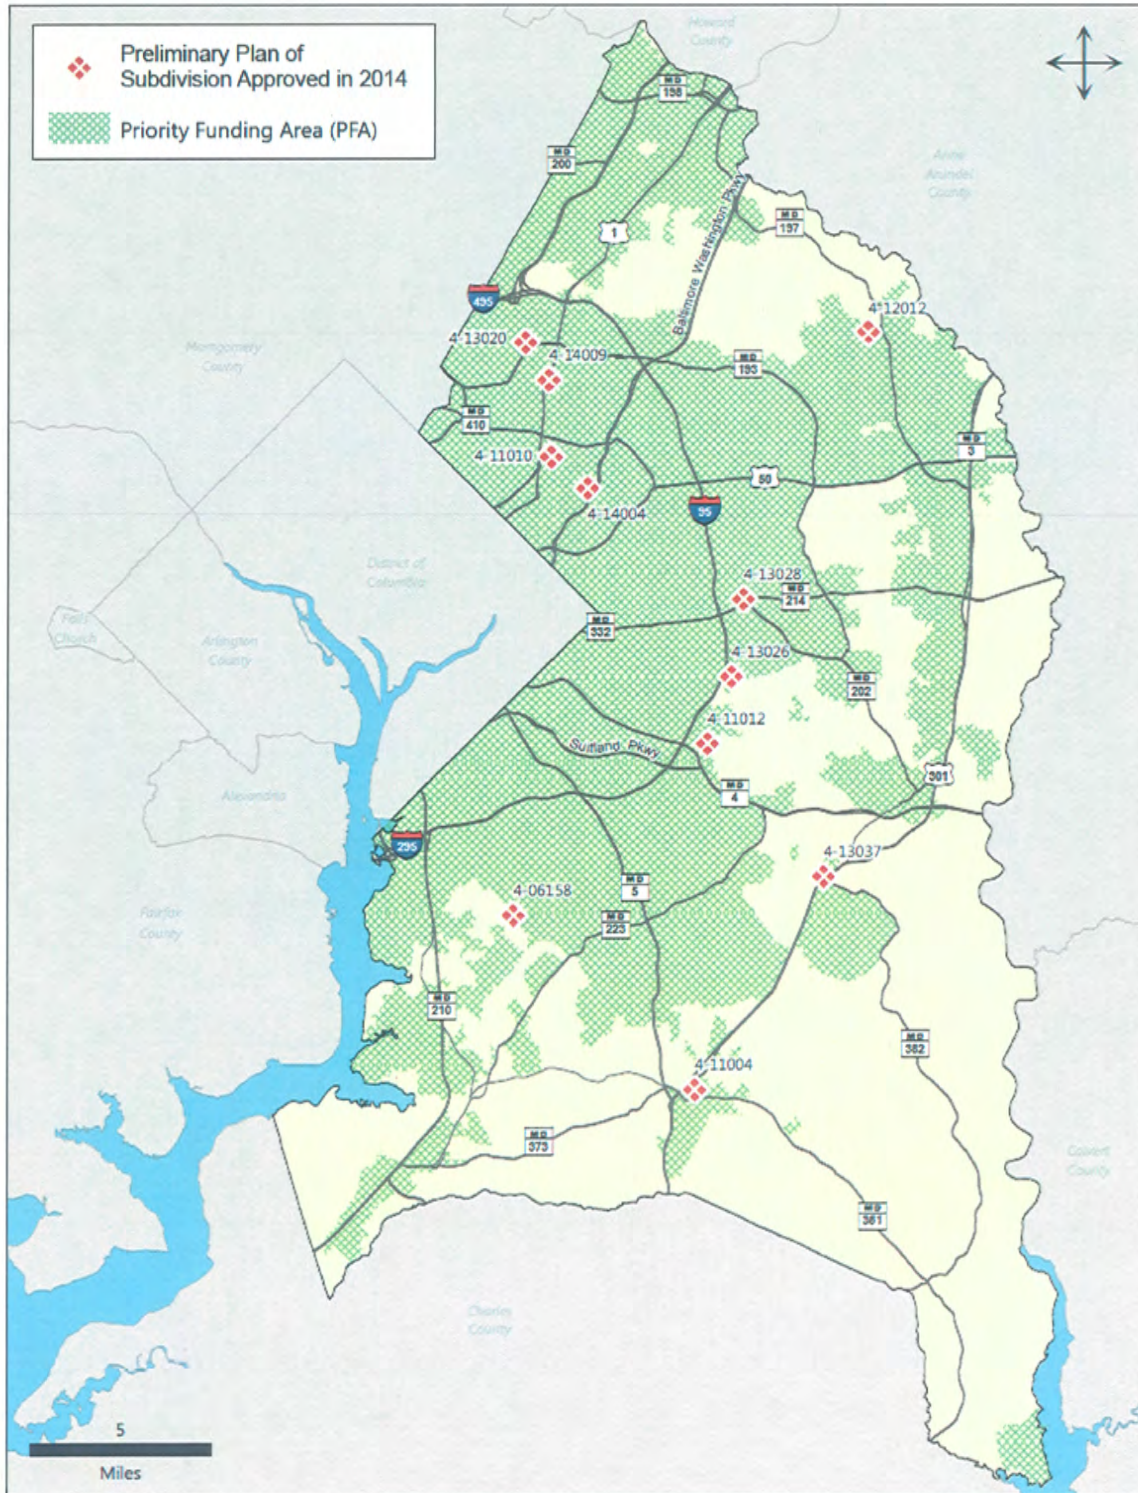 Preliminary Plan of
Subdivision Approved in 2014
Priority Funding Area (PFA)
Howard
County
MD
198
MD
200
Anne
Arundel
County
1
Baltimore Washington Pkwy
MD
197
495
4-12012
4-13020
4-14009
Montgomery
County
MD
193
MD
410
MD
3
4-11010
50
95
4-14004
District of
Columbia
4-13028
MD
214
Falls
Church
MD
332
Arlington
County
4-13026
MD
202
4-11012
Suitland Pkwy
301
Alexandria
MD
4
295
4-13037
MD
5
4-06158
Fairfax
County
MD
223
MD
210
MD
382
4-11004
MD
373
Calvert
County
MD
381
Charles
County
5
Miles